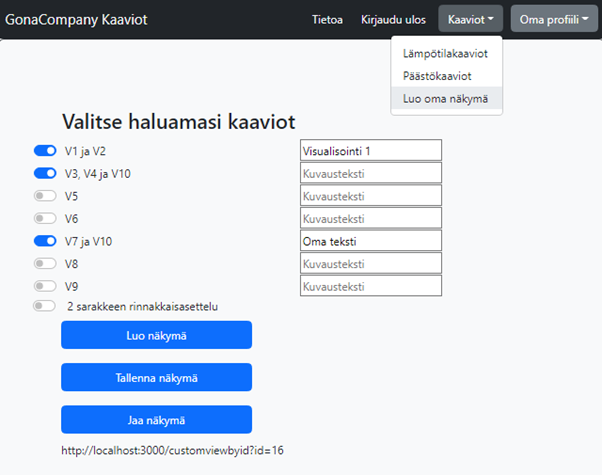 GonaCompany Kaaviot Tietoa Kirjaudu ulos Kaaviot Oma profiili
Lämpötilakaaviot
Päästökaaviot
Luo oma näkymä
Valitse haluamasi kaaviot
V1 ja V2 Visualisointi 1
V3, V4 ja V10 Kuvausteksti
V5 Kuvausteksti
V6 Kuvausteksti
V7 ja V10 Oma teksti
V8 Kuvausteksti
V9 Kuvausteksti
2 sarakkeen rinnakkaisasettelu
Luo näkymä
Tallenna näkymä
Jaa näkymä
http://localhost:3000/customviewbyid?id=16